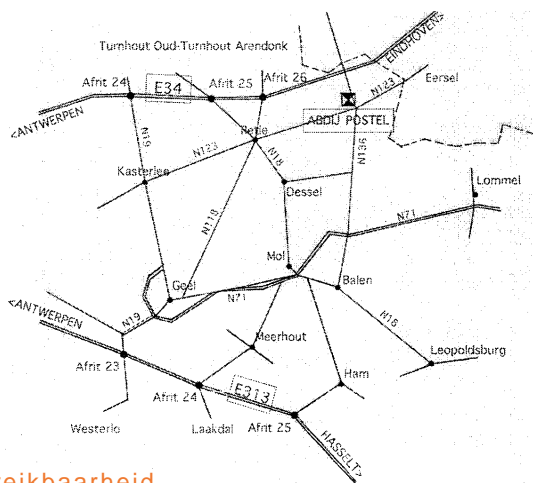 EINDHOVEN>
Turnhout Oud-Turnhout Arendonk
Afrit 24
E34
Afrit 25
Afrit 26
N123
Eersel
<ANTWERPEN
ABDIJ POSTEL
N19
N123
Retie
N18
N136
Kasterlee
Dessel
Lommel
N118
N71
Mol
Geel
N71
Balen
<ANTWERPEN
N19
N18
Meerhout
Leopoldsburg
Afrit 23
Ham
Afrit 24
E313
Westerlo
Laakdal
Afrit 25
HASSELT>